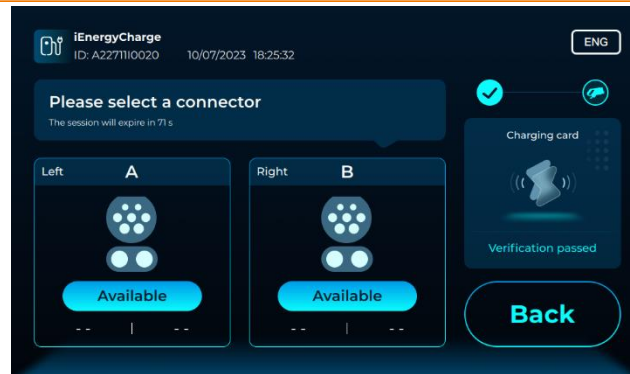 iEnergyCharge
ID: A22711I0020 10/07/2023 18:25:32
ENG
Please select a connector
The session will expire in 71 s
Charging card
Verification passed
Left A
Available
-- | --
Right B
Available
-- | --
Back